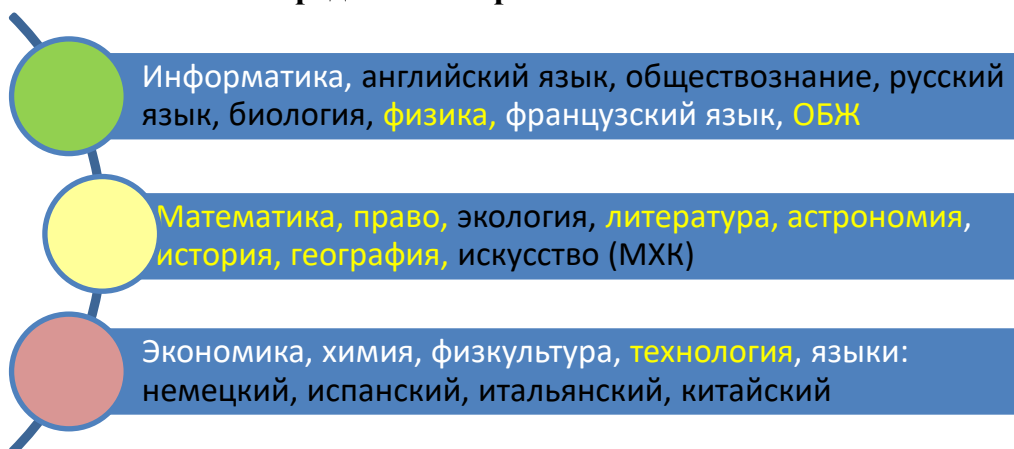 Информатика, английский язык, обществознание, русский
язык, биология, физика, французский язык, ОБЖ
Математика, право, экология, литература, астрономия,
история, география, искусство (МХК)
Экономика, химия, физкультура, технология, языки:
немецкий, испанский, итальянский, китайский